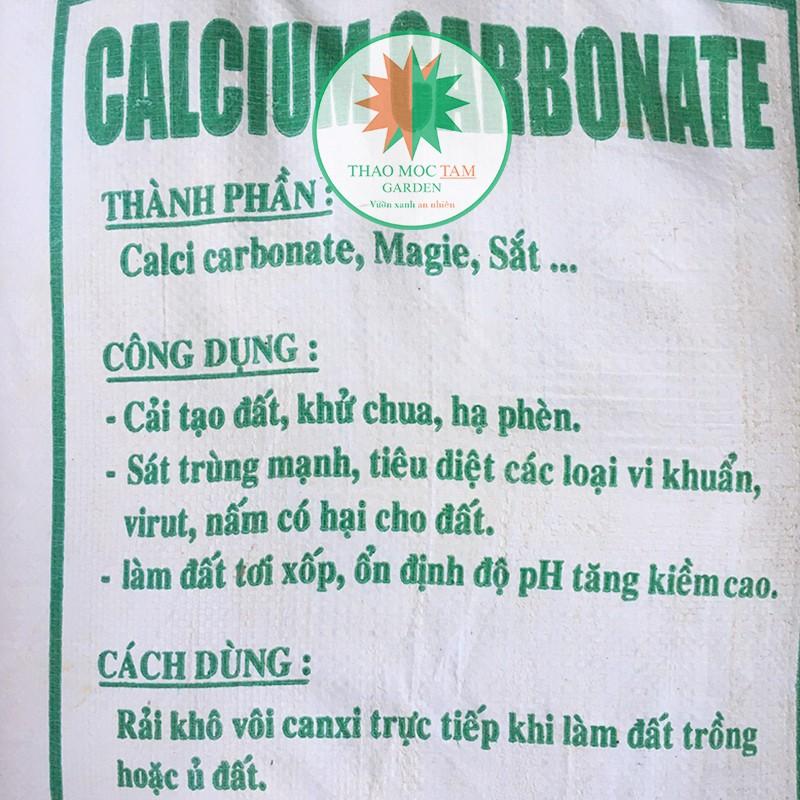 CALCIUM CARBONATE
THAO MOC TAM
GARDEN
Vườn xanh an nhiên
THÀNH PHẦN :
Calci carbonate, Magie, Sắt ...
CÔNG DỤNG :
- Cải tạo đất, khử chua, hạ phèn.
- Sát trùng mạnh, tiêu diệt các loại vi khuẩn,
virut, nấm có hại cho đất.
- làm đất tơi xốp, ổn định độ pH tăng kiềm cao.
CÁCH DÙNG :
Rải khô vôi canxi trực tiếp khi làm đất trồng
hoặc ủ đất.